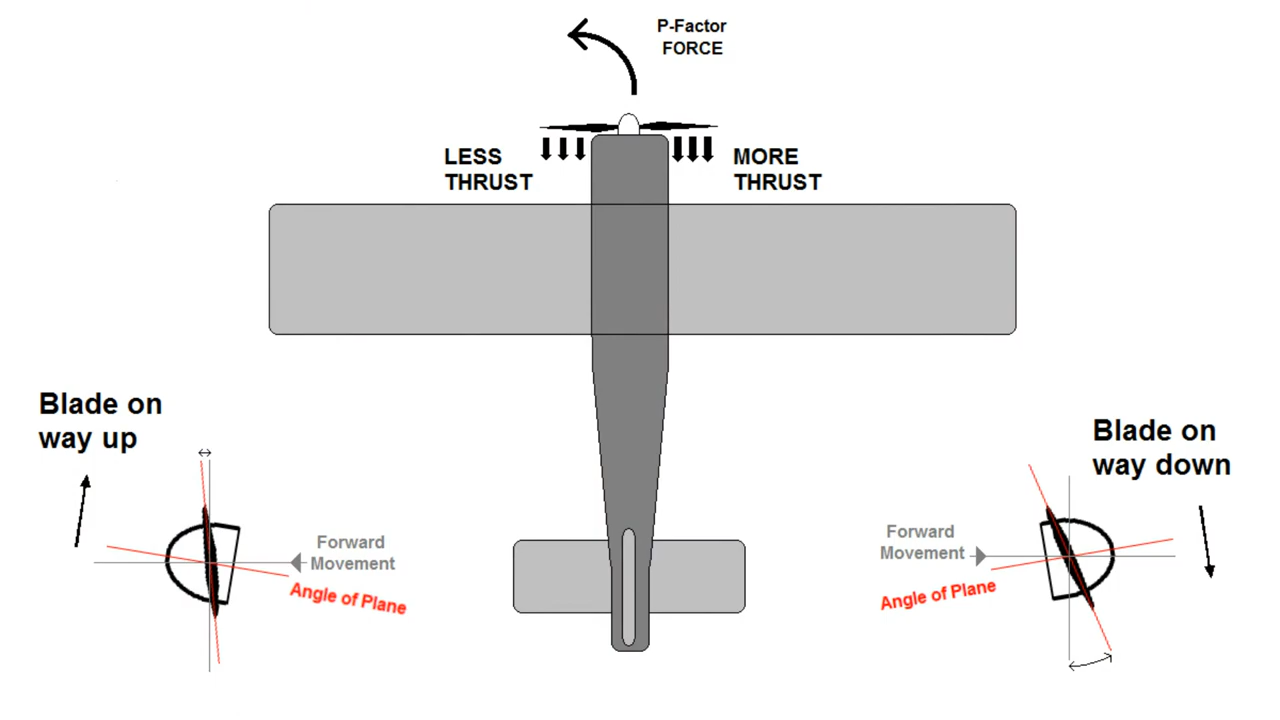 P-Factor
FORCE
LESS
THRUST
MORE
THRUST
Blade on
way up
Blade on
way down
Forward
Movement
Angle of Plane
Forward
Movement
Angle of Plane